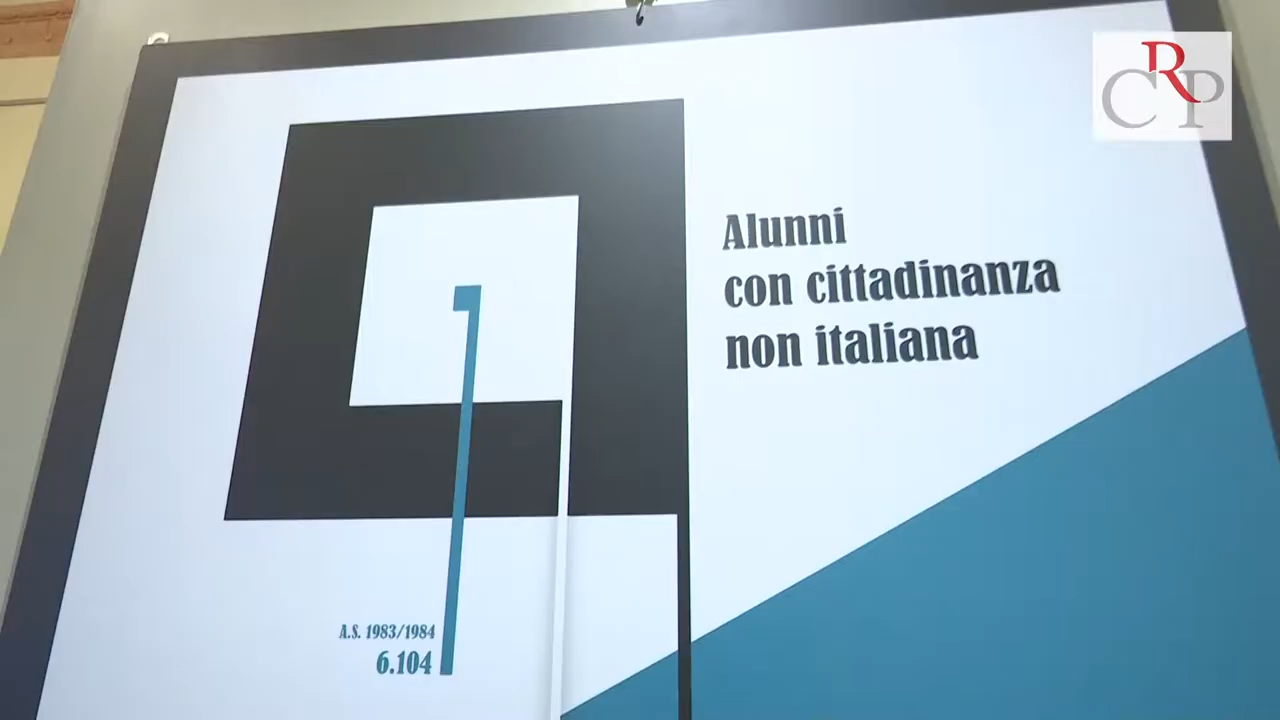 CRP
Alunni
con cittadinanza
non italiana
A.S. 1983/1984
6.104